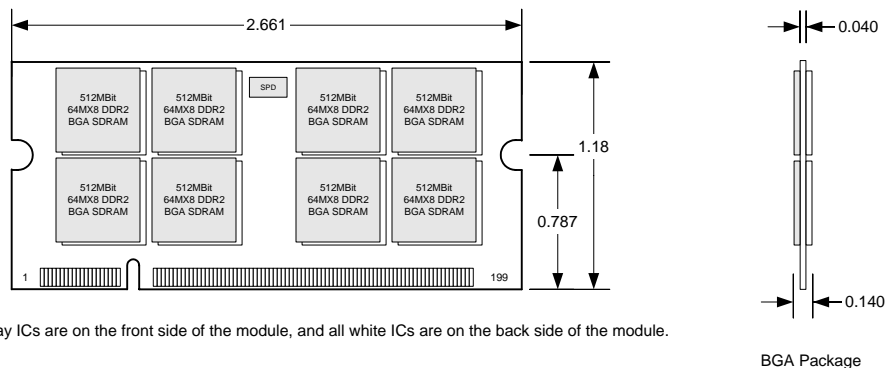 2.661
0.040
512MBit
64MX8 DDR2
BGA SDRAM
512MBit
64MX8 DDR2
BGA SDRAM
SPD
512MBit
64MX8 DDR2
BGA SDRAM
512MBit
64MX8 DDR2
BGA SDRAM
1.18
512MBit
64MX8 DDR2
BGA SDRAM
512MBit
64MX8 DDR2
BGA SDRAM
512MBit
64MX8 DDR2
BGA SDRAM
512MBit
64MX8 DDR2
BGA SDRAM
0.787
1
199
0.140
ICs are on the front side of the module, and all white ICs are on the back side of the module.
BGA Package